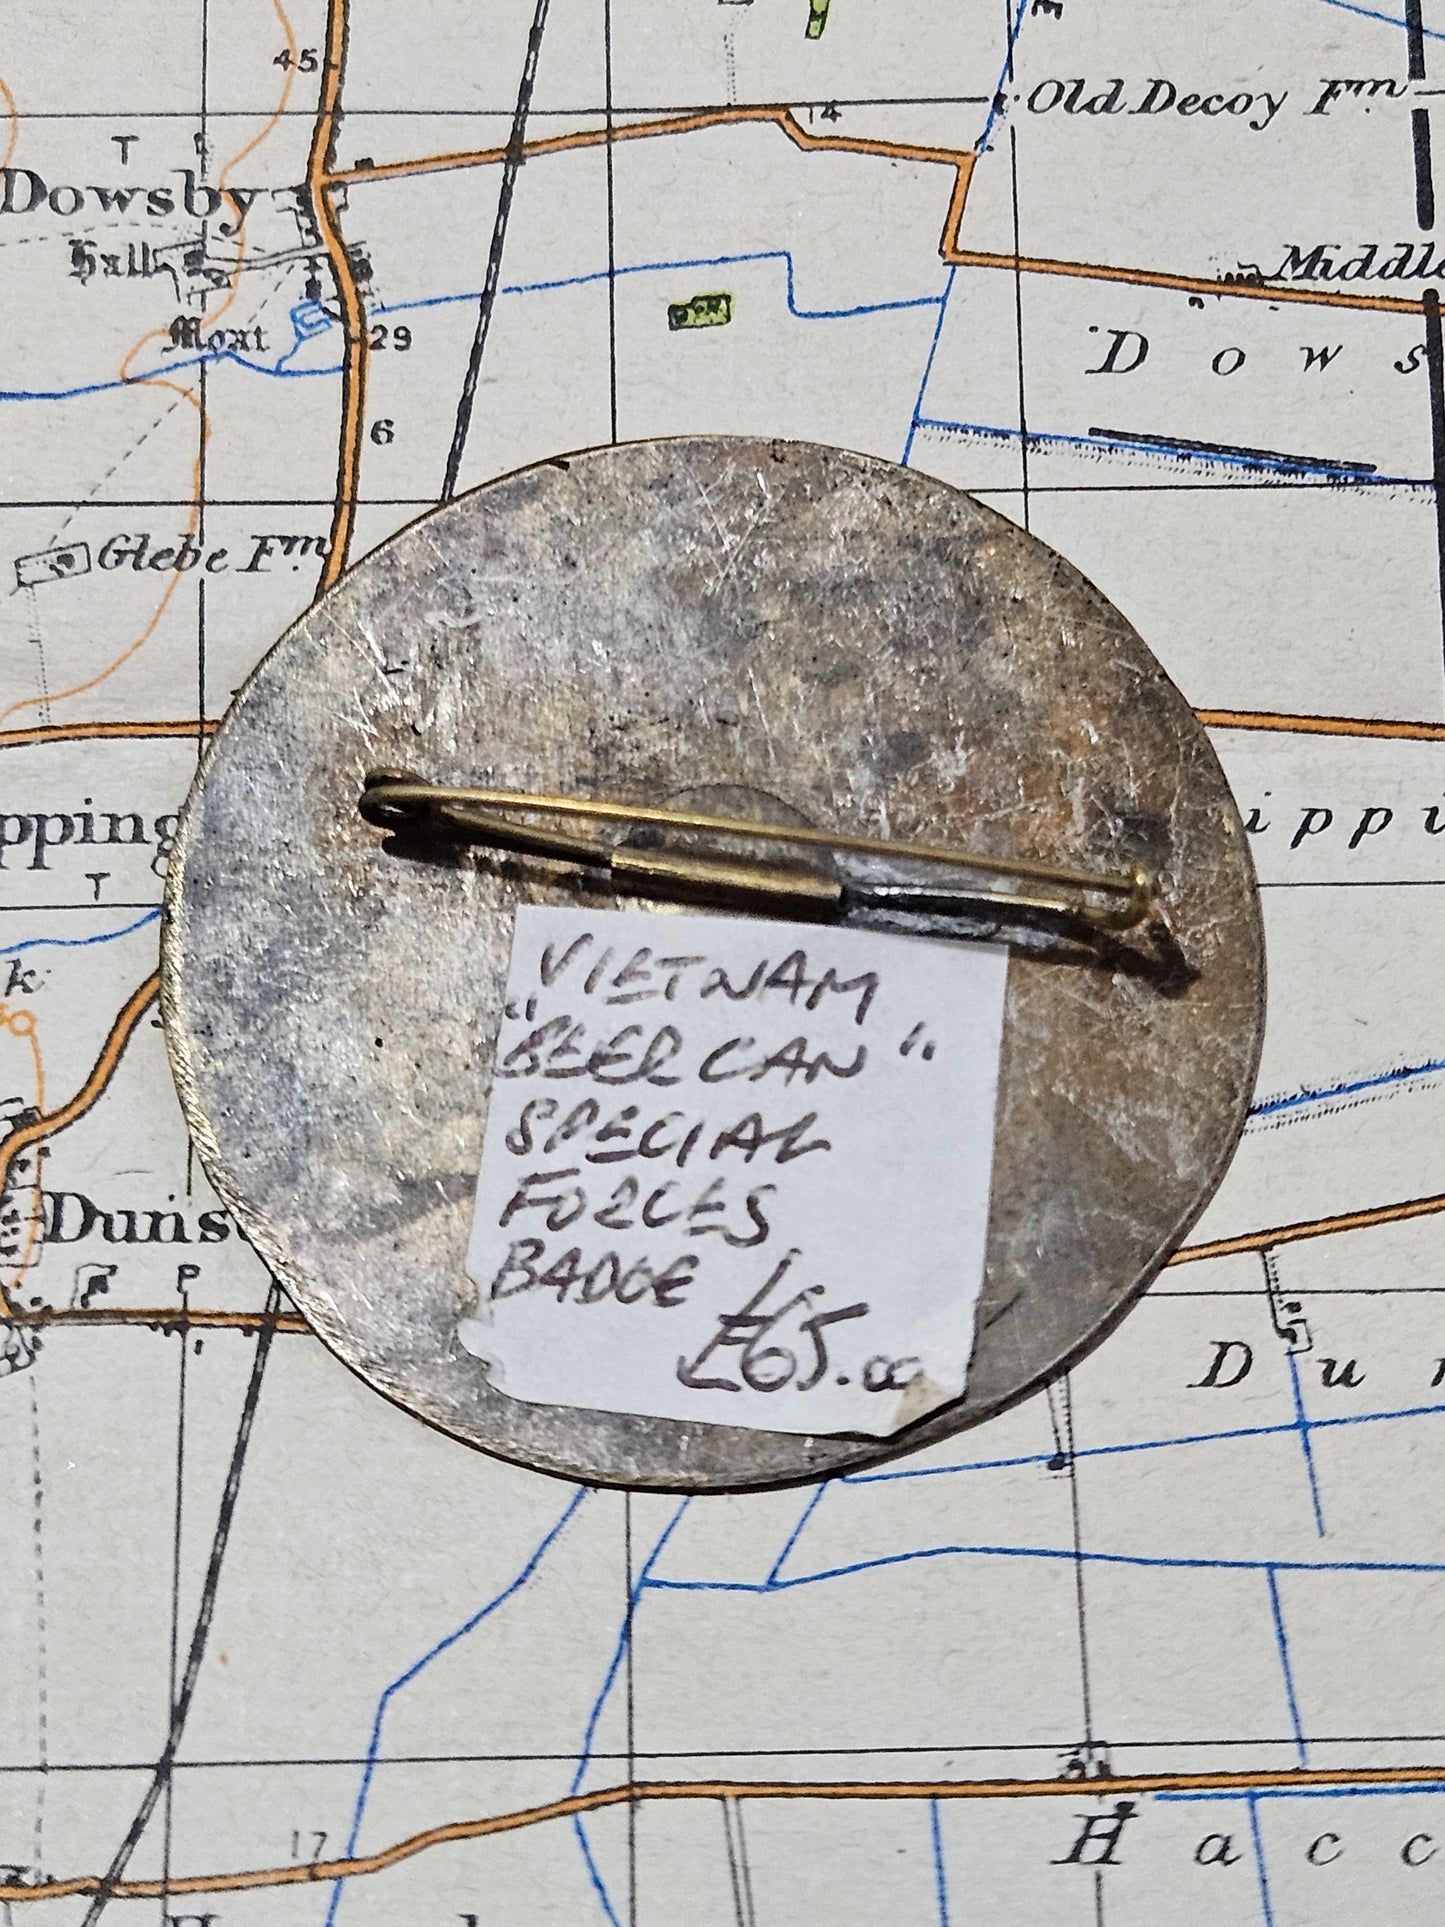 45
Old Decoy Fm.
14
T
Dowsby
Hall
Middle
Moat
29
D o w s
6
Glebe Fm.
pping
ippi
T
k
VIETNAM
"BEER CAN"
SPECIAL
FORCES
BADGE
£65.00
Duns
F P
D u
17
H a c c